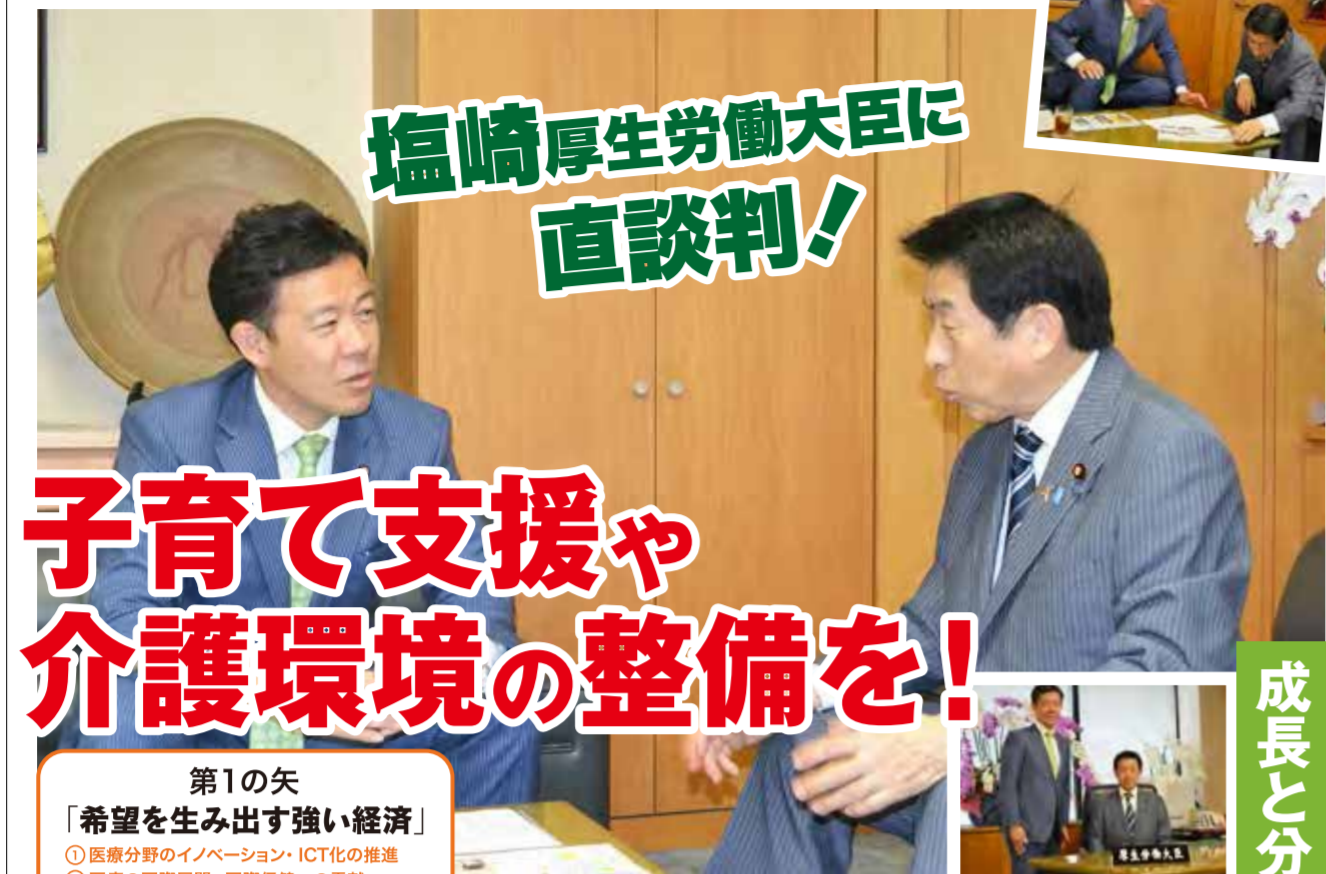 塩崎厚生労働大臣に
直談判！
子育て支援や
介護環境の整備を！
第1の矢
「希望を生み出す強い経済」
①医療分野のイノベーション・ICT化の推進
成長と分
厚生労働大臣